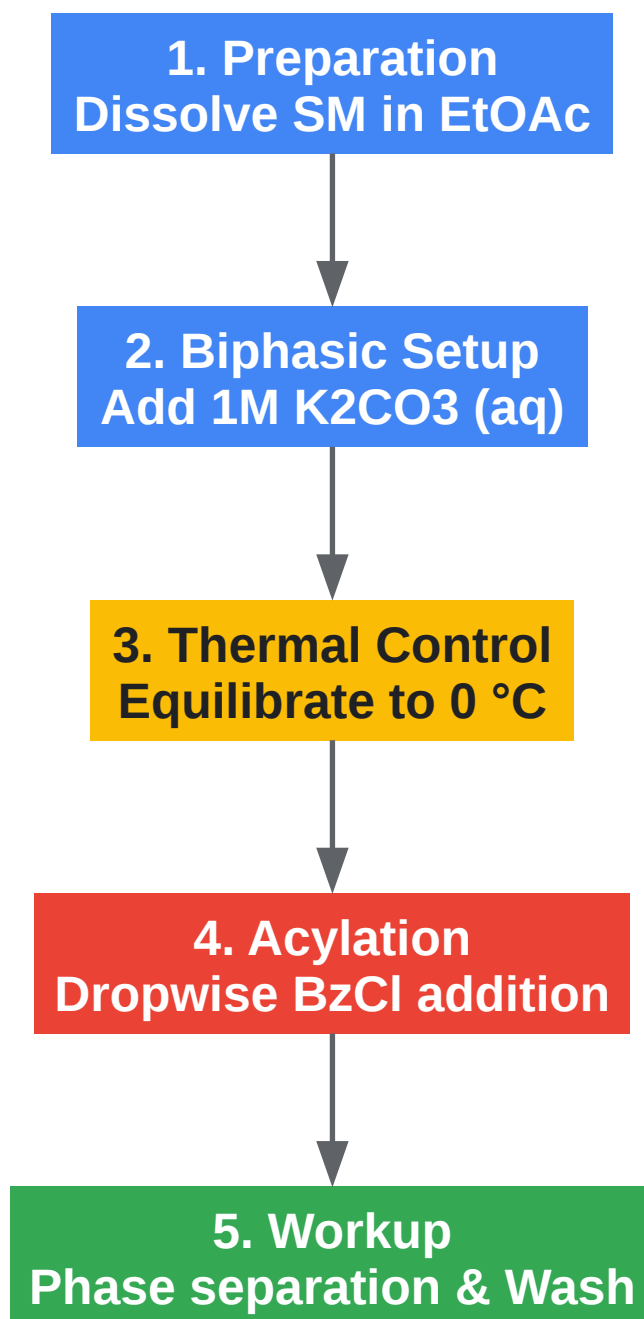 1. Preparation
Dissolve SM in EtOAc
2. Biphasic Setup
Add 1M K2CO3 (aq)
3. Thermal Control
Equilibrate to 0 °C
4. Acylation
Dropwise BzCl addition
5. Workup
Phase separation & Wash